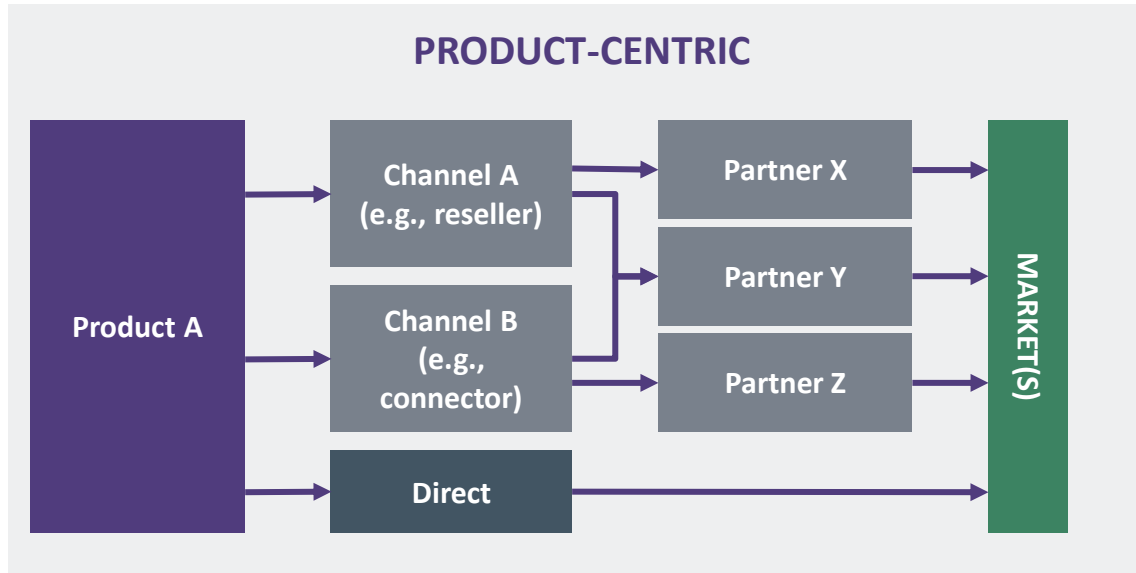 PRODUCT-CENTRIC
Product A
Channel A
(e.g., reseller)
Channel B
(e.g.,
connector)
Direct
Partner X
Partner Y
Partner Z
MARKET(S)